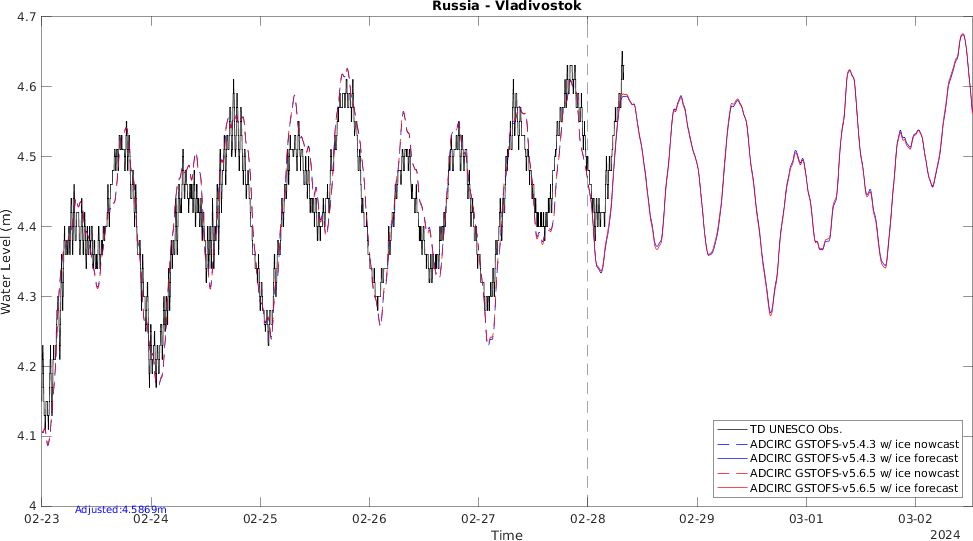 Russia - Vladivostok
4.7
4.6
4.5
4.4
4.3
4.2
4.1
4
Water Level (m)
TD UNESCO Obs.
ADCIRC GSTOFS-v5.4.3 w/ ice nowcast
ADCIRC GSTOFS-v5.4.3 w/ ice forecast
ADCIRC GSTOFS-v5.6.5 w/ ice nowcast
ADCIRC GSTOFS-v5.6.5 w/ ice forecast
Adjusted:4.5869m
02-23 02-24 02-25 02-26 02-27 02-28 02-29 03-01 03-02
Time
2024